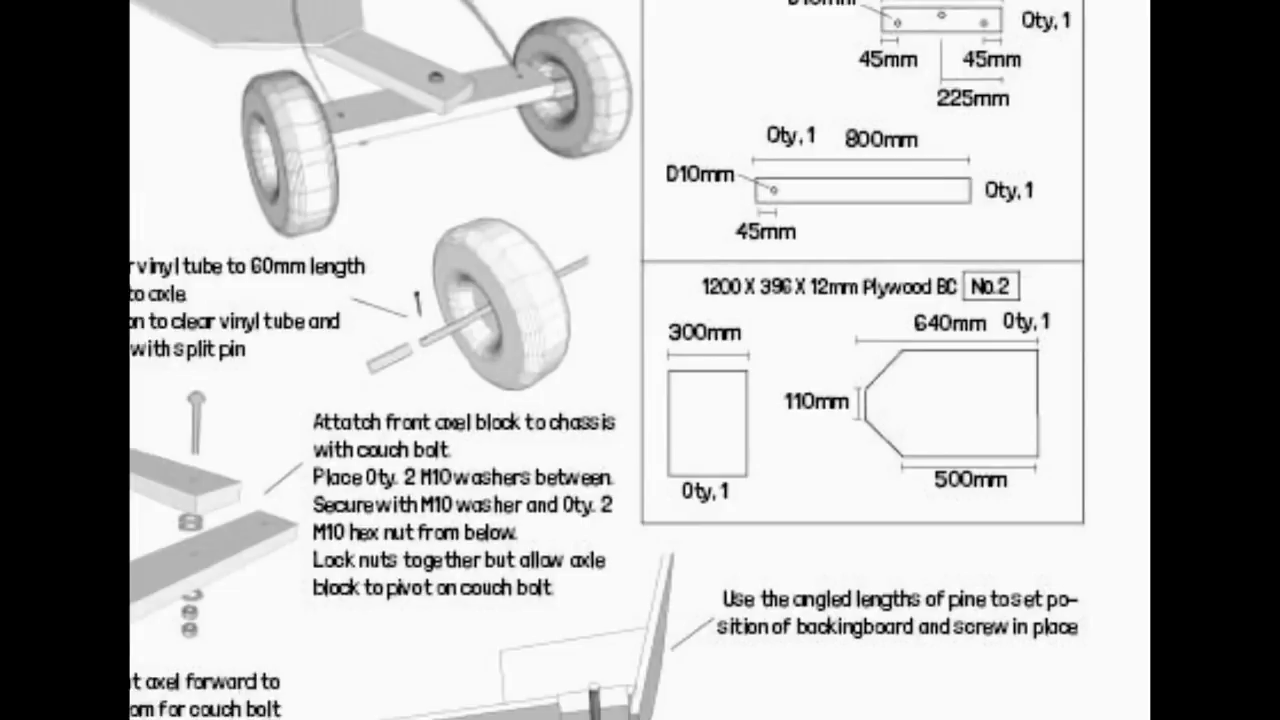 D10mm
Qty, 1
45mm
45mm
225mm
Qty, 1
800mm
D10mm
Qty, 1
45mm
vinyl tube to 60mm length
to axle.
on to clear vinyl tube and
with split pin
1200 X 396 X 12mm Plywood BC
No.2
300mm
640mm
Qty, 1
110mm
Qty, 1
500mm
Attatch front axel block to chassis
with couch bolt.
Place Qty. 2 M10 washers between.
Secure with M10 washer and Qty. 2
M10 hex nut from below.
Lock nuts together but allow axle
block to pivot on couch bolt.
Use the angled lengths of pine to set po-
sition of backingboard and screw in place
axel forward to
om for couch bolt